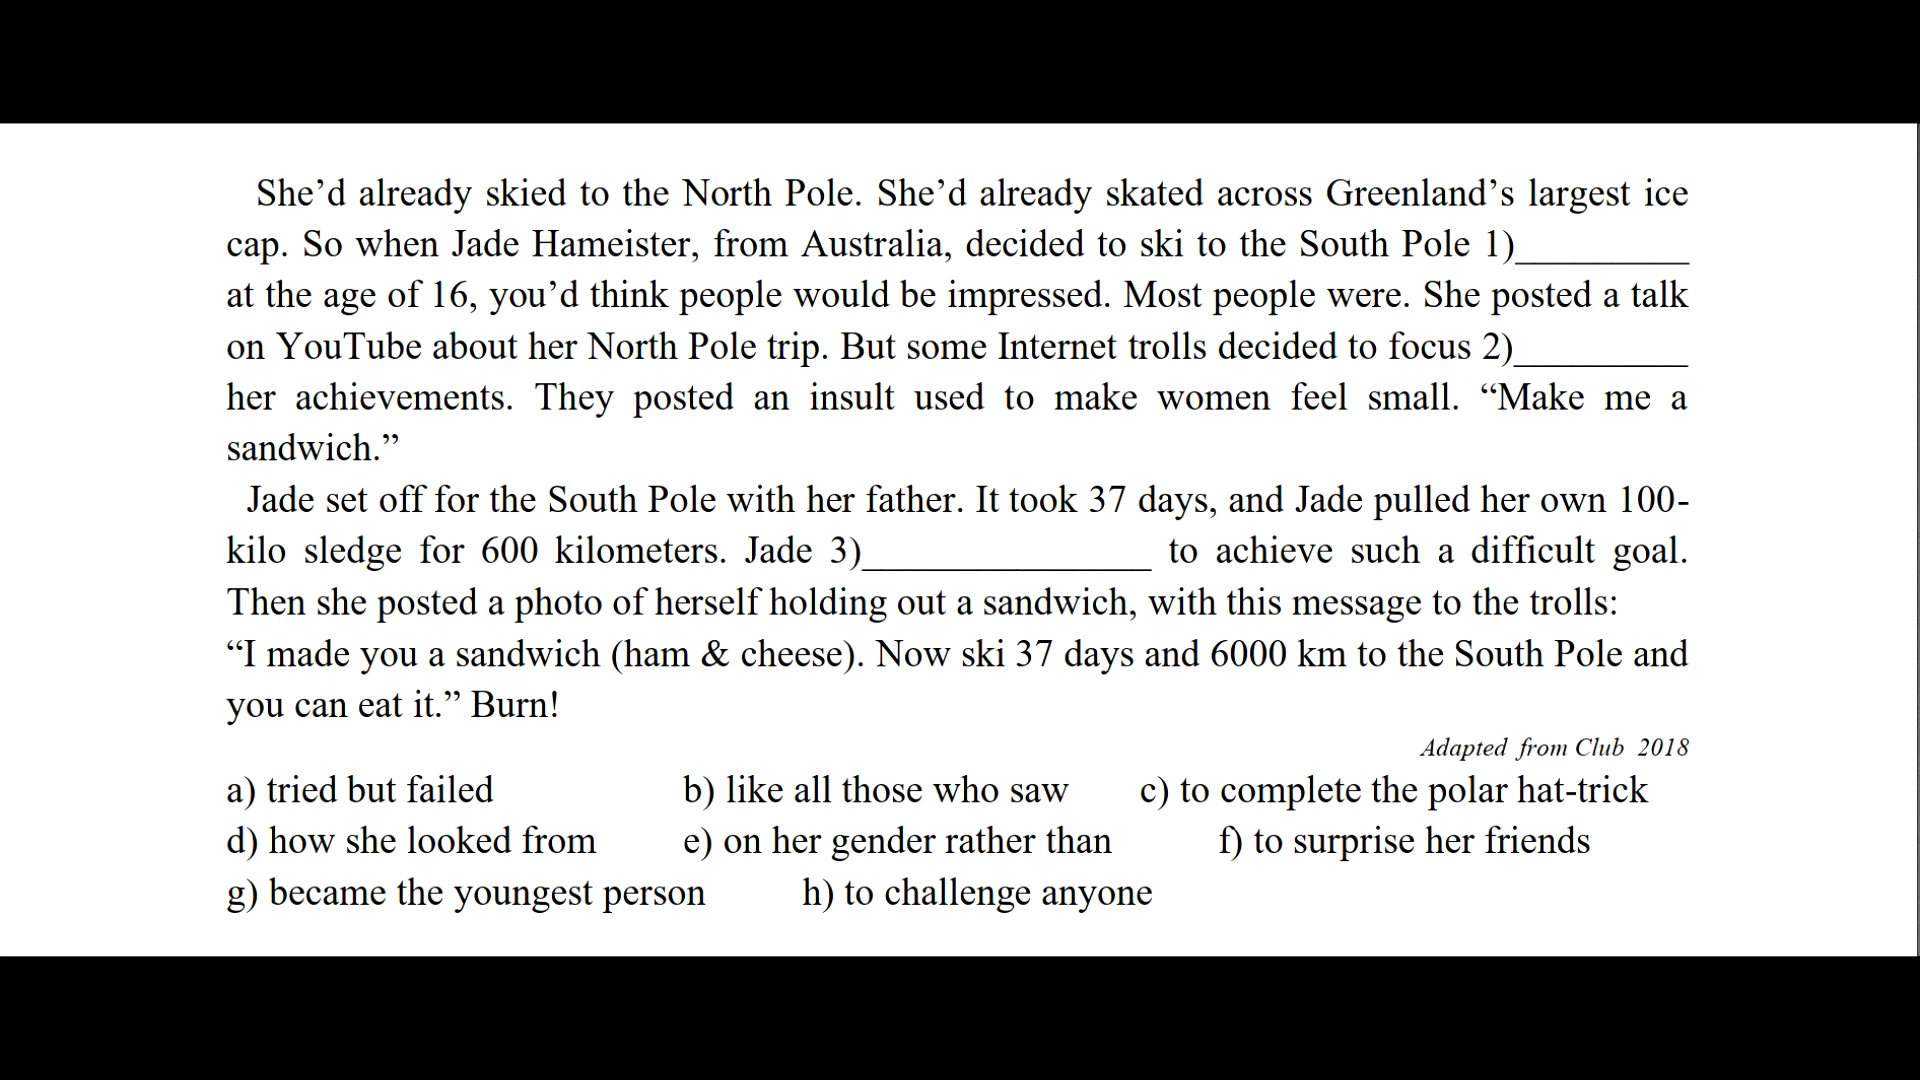 She’d already skied to the North Pole. She’d already skated across Greenland’s largest ice
cap. So when Jade Hameister, from Australia, decided to ski to the South Pole 1)_________
at the age of 16, you’d think people would be impressed. Most people were. She posted a talk
on YouTube about her North Pole trip. But some Internet trolls decided to focus 2)_________
her achievements. They posted an insult used to make women feel small. “Make me a
sandwich.”
Jade set off for the South Pole with her father. It took 37 days, and Jade pulled her own 100-
kilo sledge for 600 kilometers. Jade 3)_______________ to achieve such a difficult goal.
Then she posted a photo of herself holding out a sandwich, with this message to the trolls:
“I made you a sandwich (ham & cheese). Now ski 37 days and 6000 km to the South Pole and
you can eat it.” Burn!
Adapted from Club 2018
a) tried but failed b) like all those who saw c) to complete the polar hat-trick
d) how she looked from e) on her gender rather than f) to surprise her friends
g) became the youngest person h) to challenge anyone